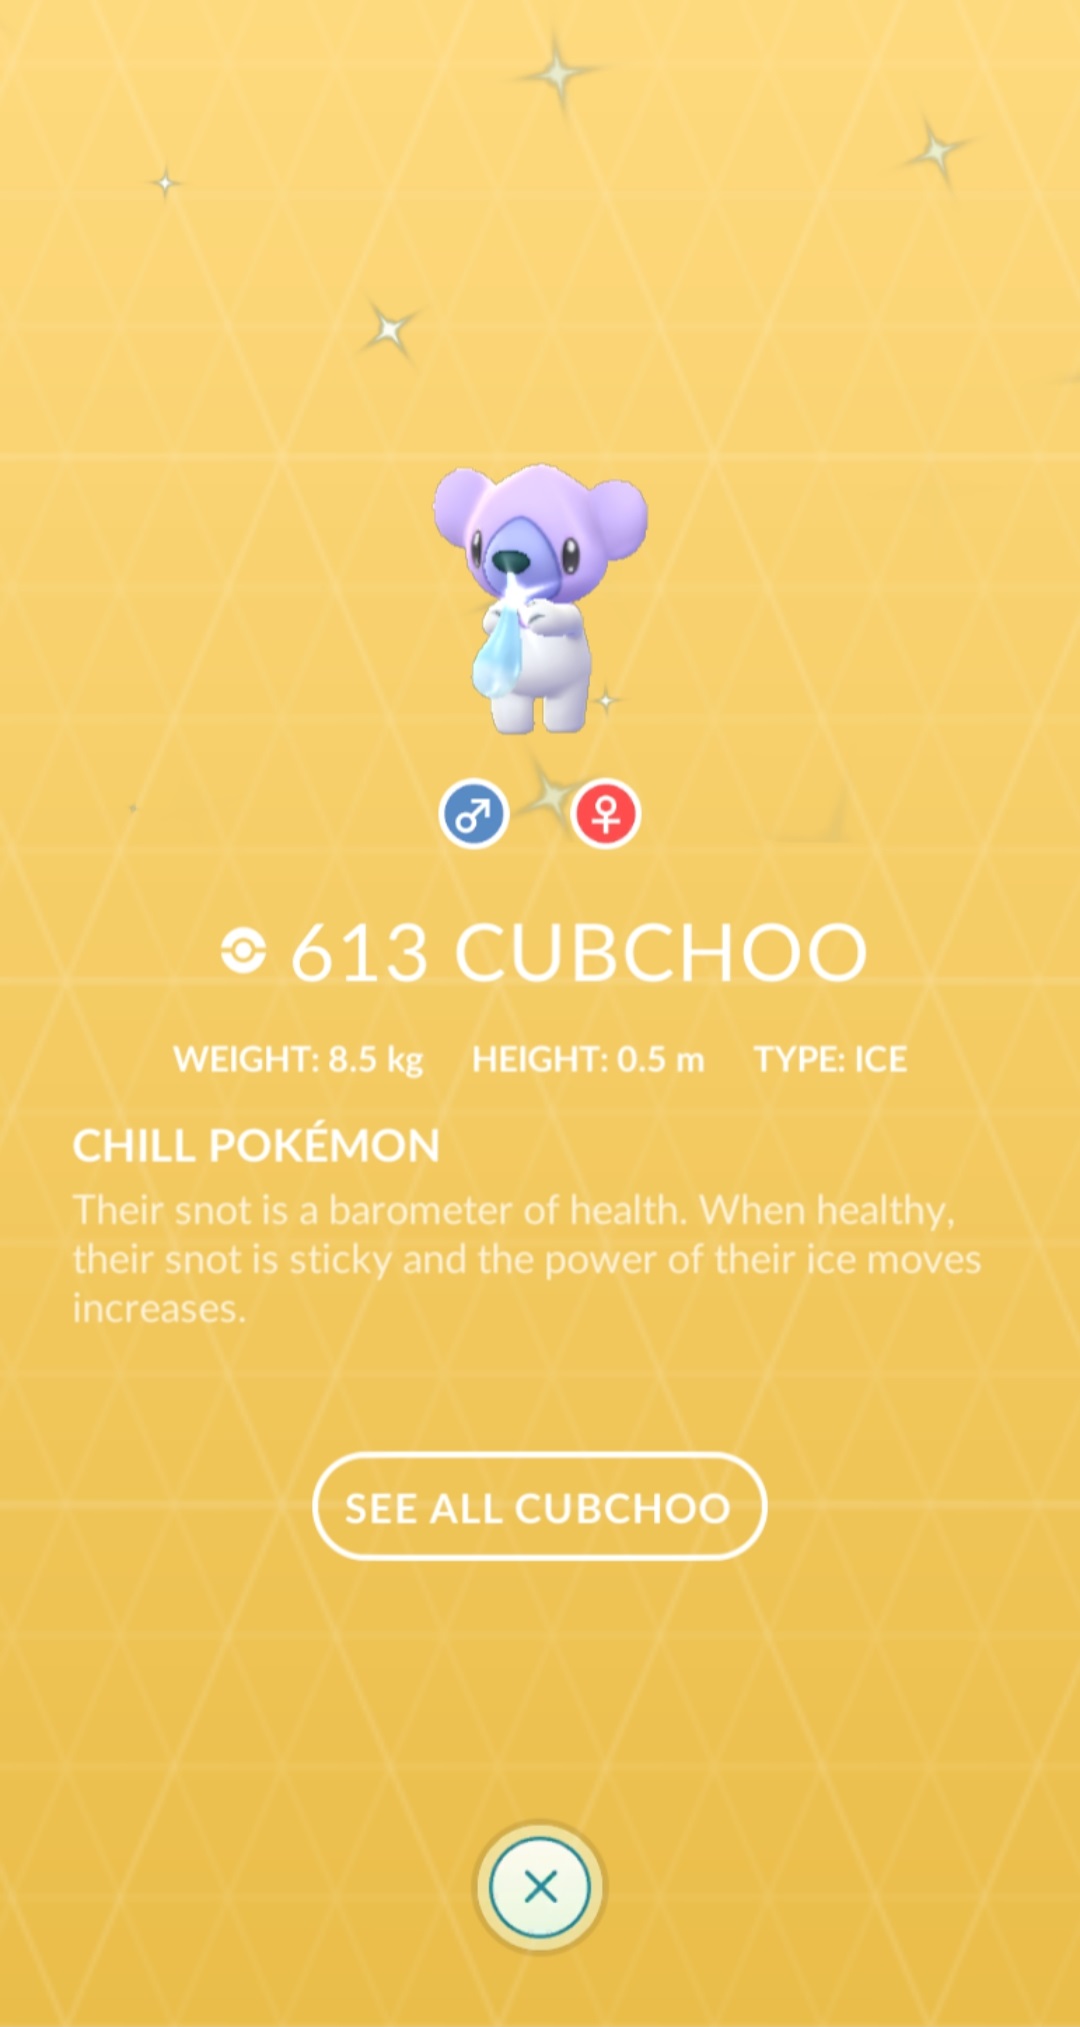 613 CUBCHOO
WEIGHT: 8.5 kg HEIGHT: 0.5 m TYPE: ICE
CHILL POKÉMON
Their snot is a barometer of health. When healthy,
their snot is sticky and the power of their ice moves
increases.
SEE ALL CUBCHOO